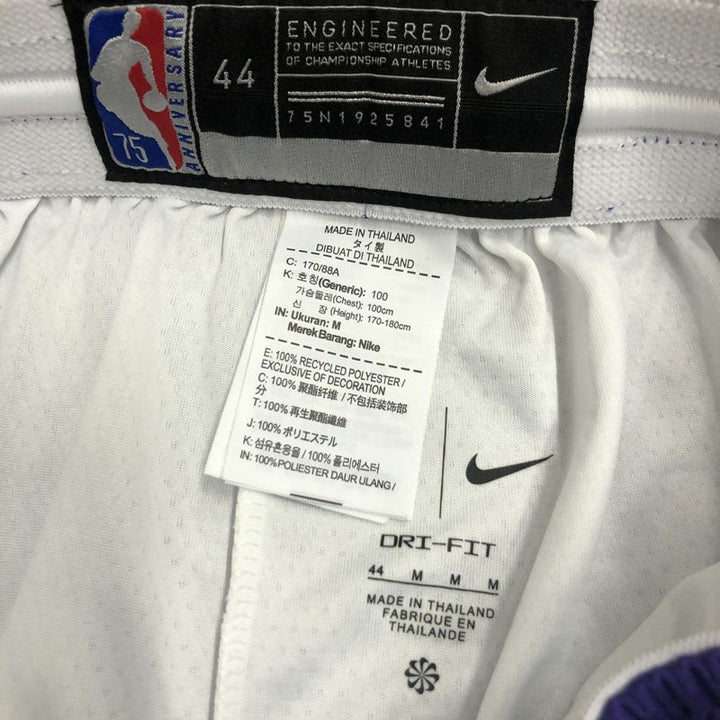 75
ANNIVERSARY
44
ENGINEERED
TO THE EXACT SPECIFICATIONS
OF CHAMPIONSHIP ATHLETES
75N1925841
MADE IN THAILAND
タイ製
DIBUAT DI THAILAND
C: 170/88A
K: 호칭(Generic): 100
가슴둘레(Chest): 100cm
신 장 (Height): 170-180cm
IN: Ukuran: M
Merek Barang: Nike
E: 100% RECYCLED POLYESTER /
EXCLUSIVE OF DECORATION
C: 100% 聚酯纤维 / 不包括装饰部
分
T: 100% 再生聚酯纖維
J: 100% ポリエステル
K: 섬유혼용율 / 100% 폴리에스터
IN: 100% POLIESTER DAUR ULANG /
DRI-FIT
44 M M M
MADE IN THAILAND
FABRIQUE EN
THAILANDE